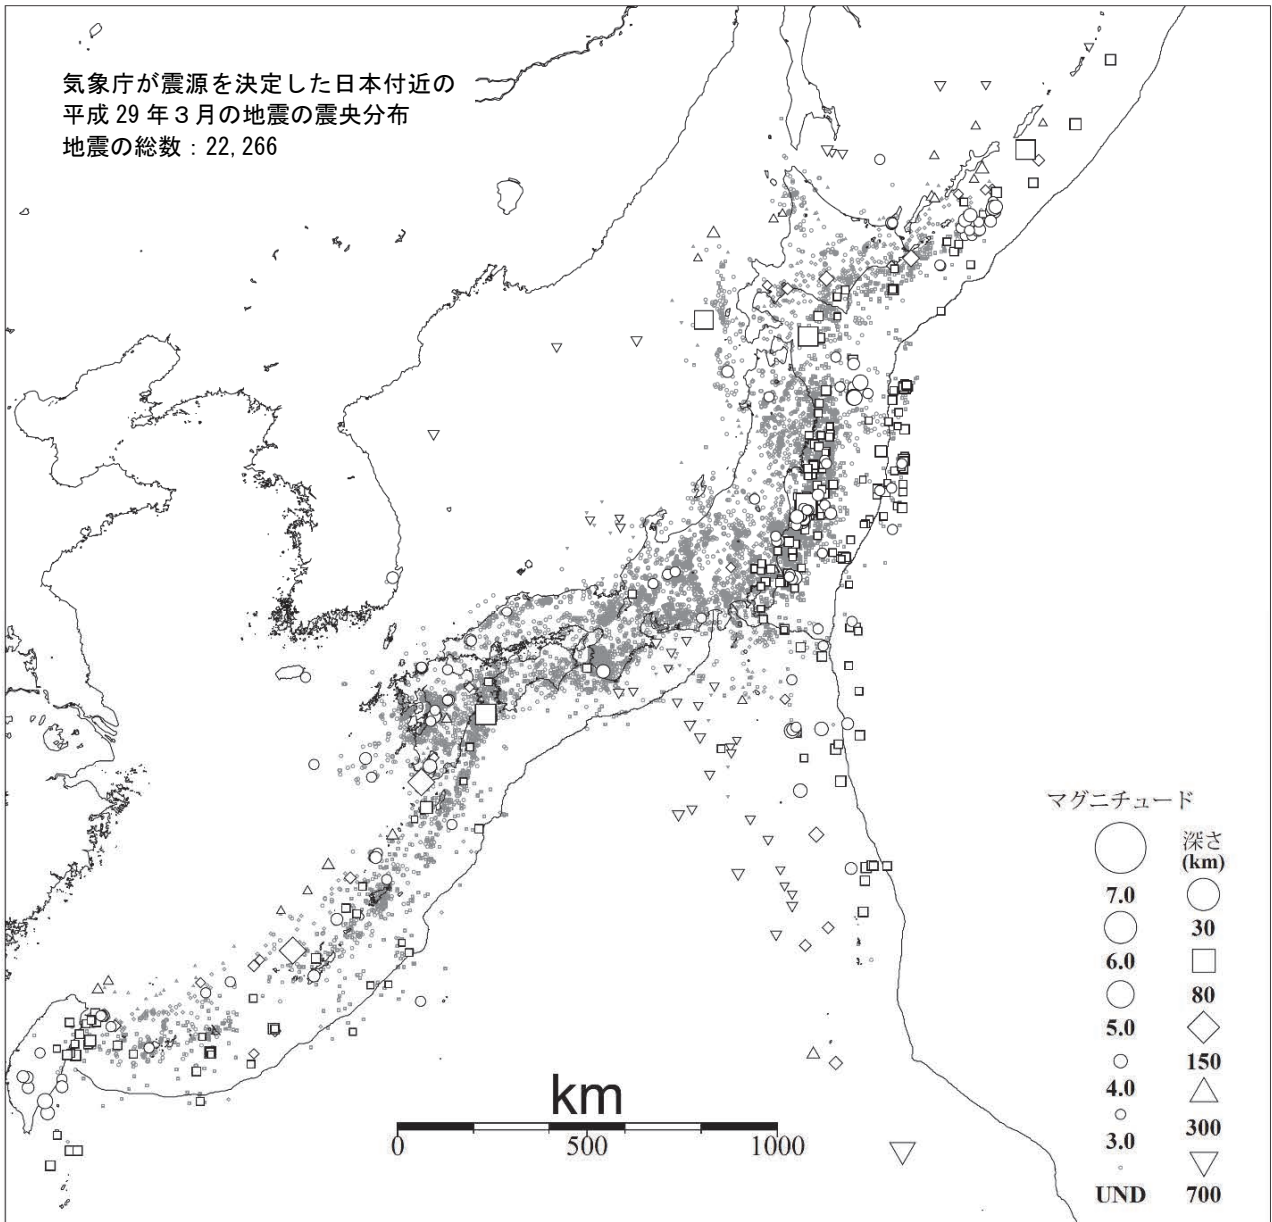 気象庁が震源を決定した日本付近の
平成 29 年３月の地震の震央分布
地震の総数：22,266
マグニチュード
深さ
(km)
7.0
30
6.0
80
5.0
150
4.0
300
3.0
UND 700
km
0 500 1000